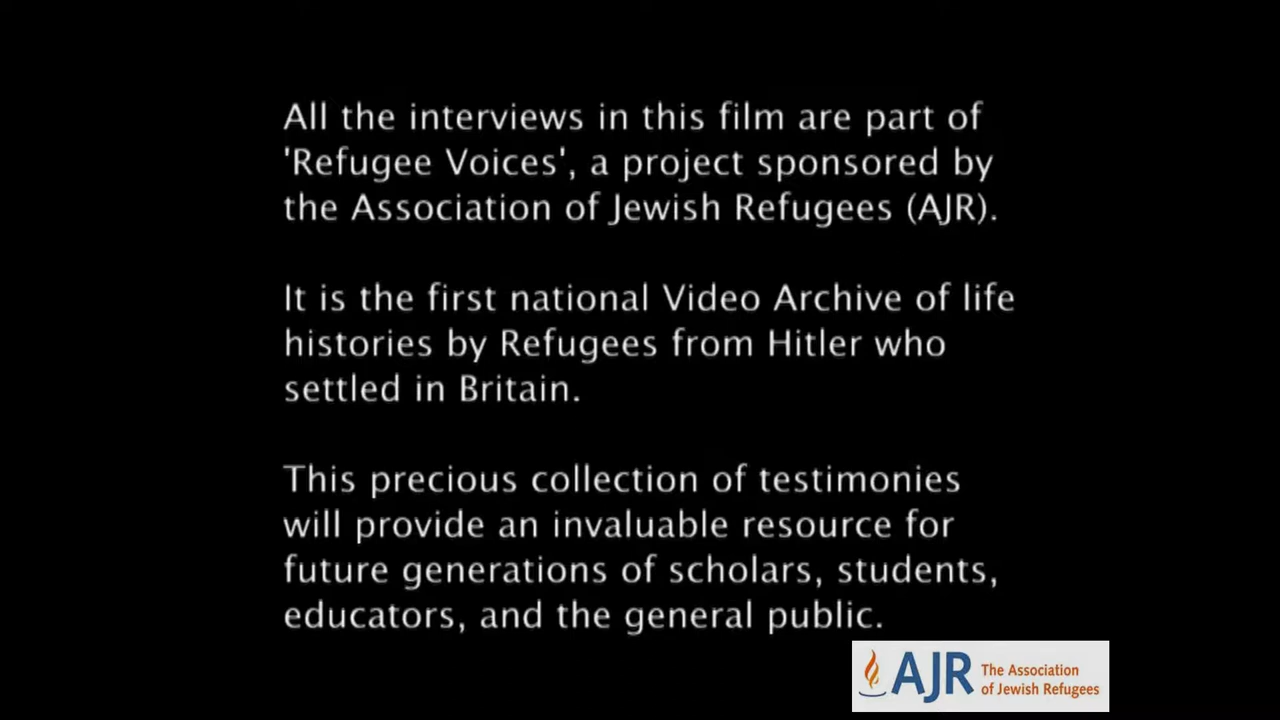 All the interviews in this film are part of
'Refugee Voices', a project sponsored by
the Association of Jewish Refugees (AJR).
It is the first national Video Archive of life
histories by Refugees from Hitler who
settled in Britain.
This precious collection of testimonies
will provide an invaluable resource for
future generations of scholars, students,
educators, and the general public.
AJR
The Association
of Jewish Refugees